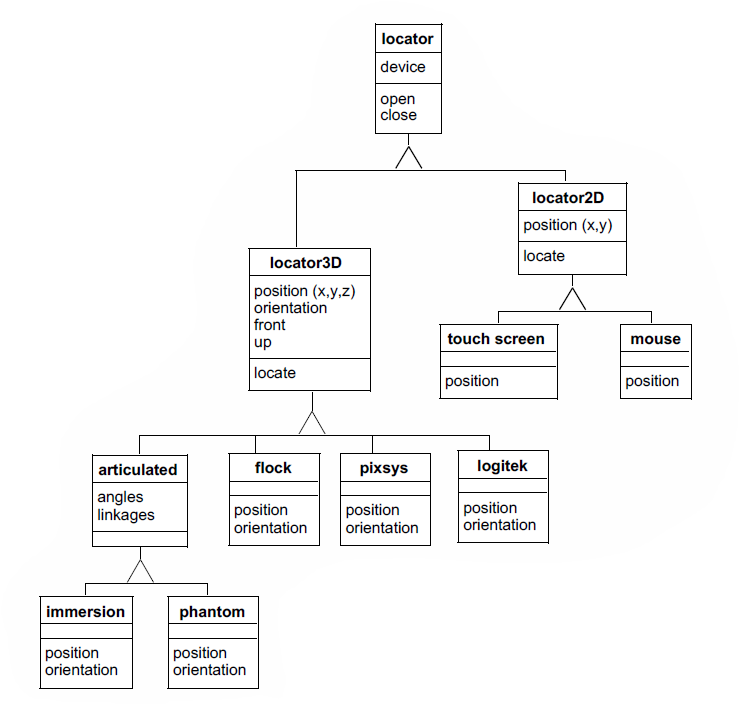 locator
device
open
close
locator2D
position (x,y)
locate
locator3D
position (x,y,z)
orientation
front
up
locate
touch screen
position
mouse
position
articulated
angles
linkages
flock
position
orientation
pixsys
position
orientation
logitek
position
orientation
immersion
position
orientation
phantom
position
orientation